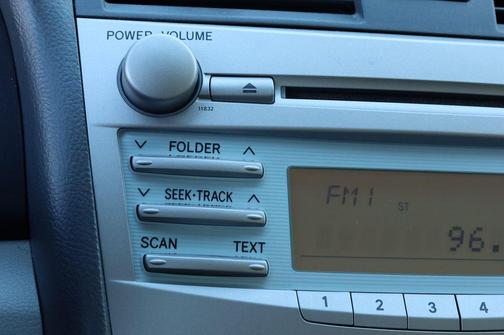 POWER·VOLUME
11832
FOLDER
SEEK·TRACK
SCAN TEXT
FM1
ST
96.
1 2 3 4